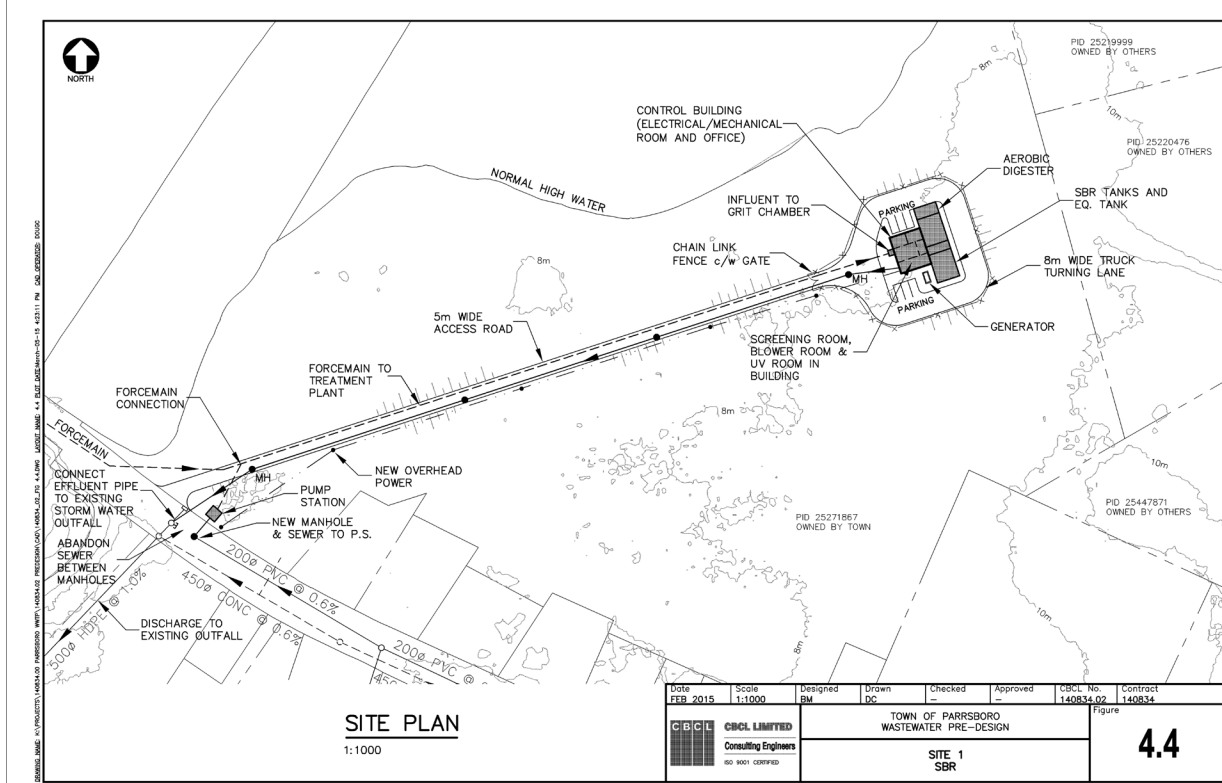 NORTH
PID 25219999
OWNED BY OTHERS
8m
10m
CONTROL BUILDING
(ELECTRICAL/MECHANICAL
ROOM AND OFFICE)
PID 25220476
OWNED BY OTHERS
AEROBIC
DIGESTER
NORMAL HIGH WATER
INFLUENT TO
GRIT CHAMBER
PARKING
SBR TANKS AND
EQ. TANK
CHAIN LINK
FENCE c/w GATE
8m
MH
8m WIDE TRUCK
TURNING LANE
PARKING
GENERATOR
5m WIDE
ACCESS ROAD
SCREENING ROOM,
BLOWER ROOM &
UV ROOM IN
BUILDING
FORCEMAIN TO
TREATMENT
PLANT
FORCEMAIN
CONNECTION
8m
FORCEMAIN
10m
CONNECT
EFFLUENT PIPE
TO EXISTING
STORM WATER
OUTFALL
MH
NEW OVERHEAD
POWER
PUMP
STATION
PID 25447871
OWNED BY OTHERS
PID 25271867
OWNED BY TOWN
NEW MANHOLE
& SEWER TO P.S.
ABANDON
SEWER
BETWEEN
MANHOLES
200ø PVC @ 0.6%
450ø CONC @ 0.6%
10m
DISCHARGE TO
EXISTING OUTFALL
500ø HDPE @ 1.0%
200ø PVC @
8m
SITE PLAN
1:1000
Date Scale Designed Drawn Checked Approved CBCL No. Contract
FEB 2015 1:1000 BM DC – – 140834.02 140834
CBCL
CBCL LIMITED
Consulting Engineers
ISO 9001 CERTIFIED
TOWN OF PARRSBORO
WASTEWATER PRE-DESIGN
SITE 1
SBR
Figure
4.4